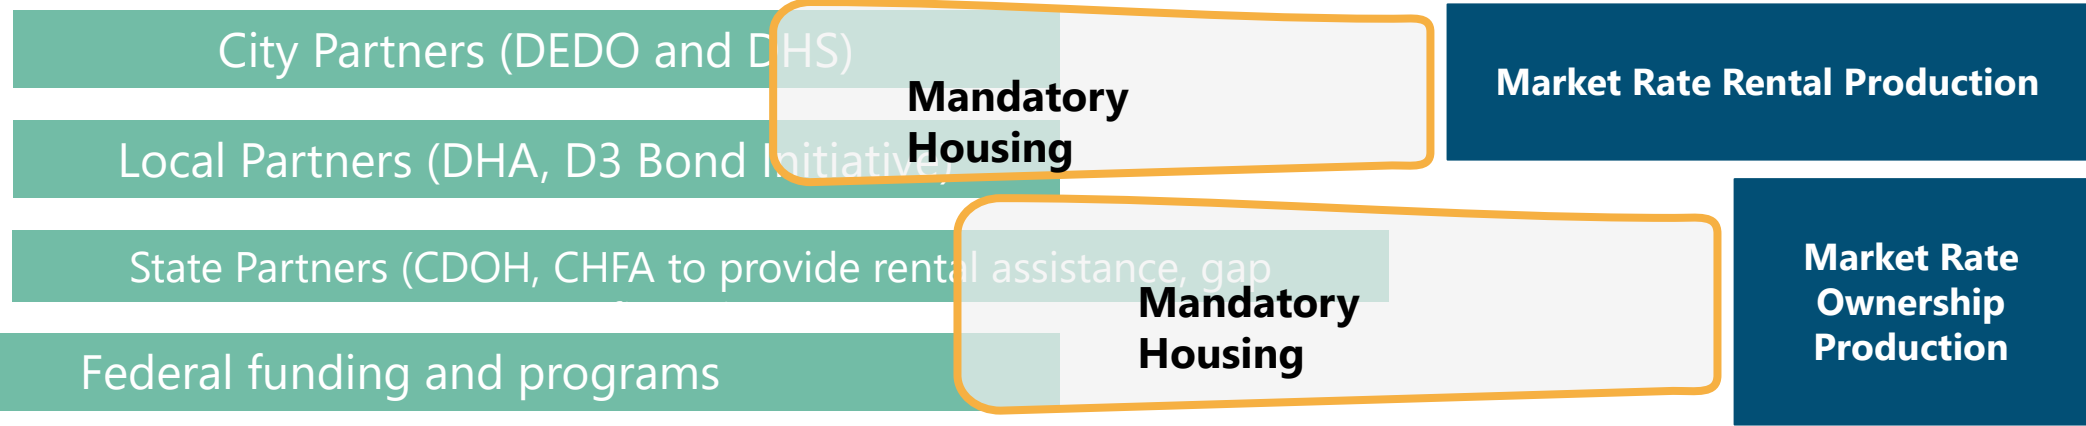 City Partners (DEDO and DHS)
Mandatory
Housing
Market Rate Rental Production
Local Partners (DHA, D3 Bond Initiative)
State Partners (CDOH, CHFA to provide rental assistance, gap
Mandatory
Housing
Market Rate
Ownership
Production
Federal funding and programs